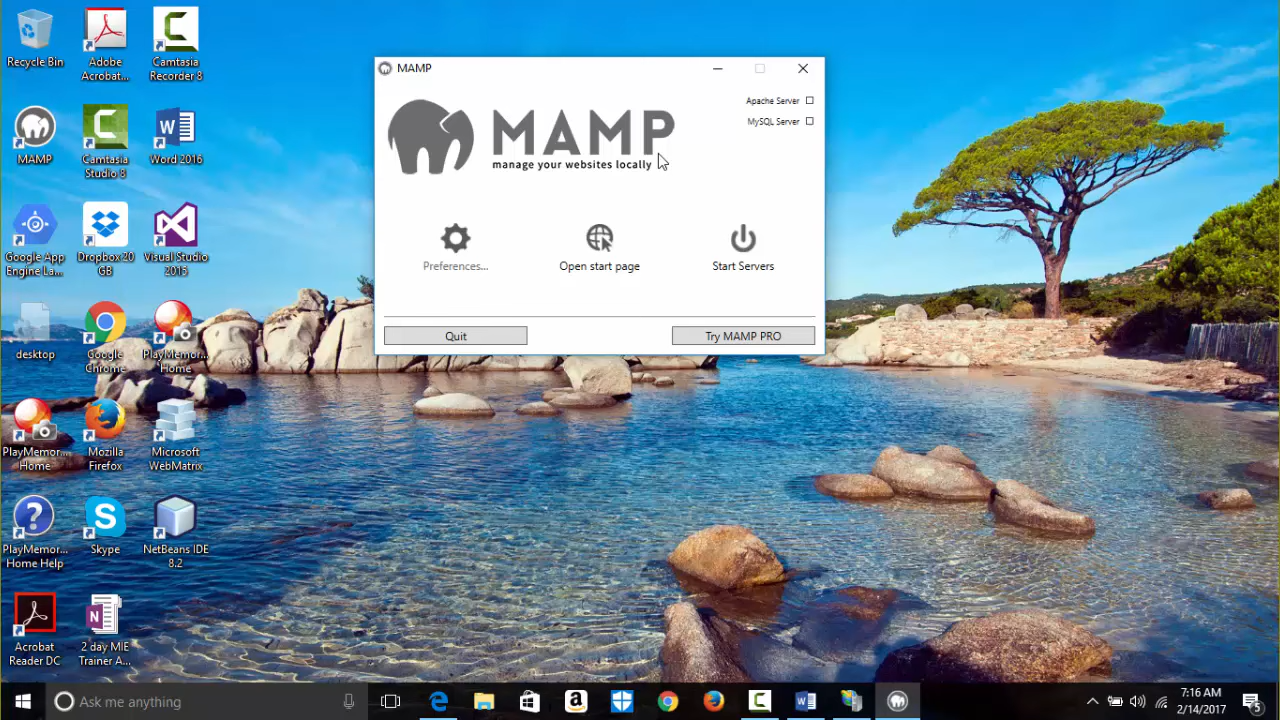 Recycle Bin
Adobe
Acrobat...
Camtasia
Recorder 8
MAMP
Camtasia
Studio 8
Word 2016
Google App
Engine La...
Dropbox 20
GB
Visual Studio
2015
desktop
Google
Chrome
PlayMemor...
Home
PlayMemor...
Home
Mozilla
Firefox
Microsoft
WebMatrix
PlayMemor...
Home Help
Skype
NetBeans IDE
8.2
Acrobat
Reader DC
2 day MIE
Trainer A...
MAMP
MAMP
manage your websites locally
Apache Server
MySQL Server
Preferences...
Open start page
Start Servers
Quit
Try MAMP PRO
Ask me anything
7:16 AM
2/14/2017
5